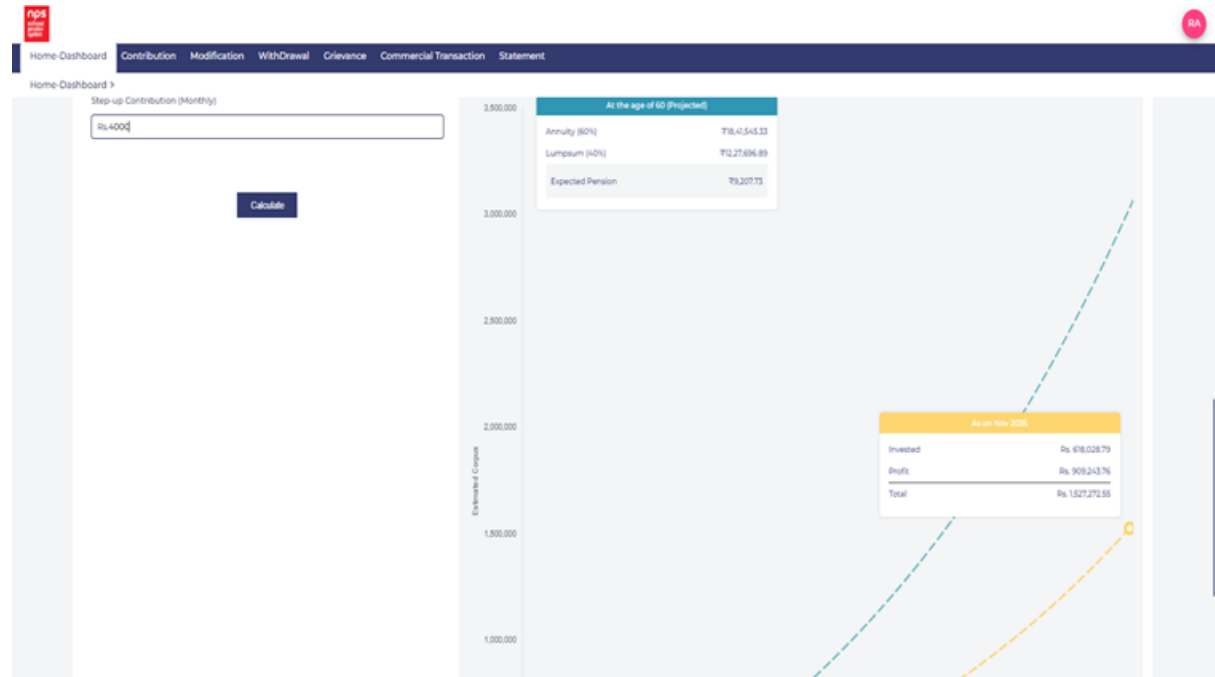 nps
RA
Home-Dashboard Contribution Modification WithDrawal Grievance Commercial Transaction Statement
Home-Dashboard >
Step-up Contribution (Monthly)
Rs.4000
Calculate
3,500,000
3,000,000
2,500,000
2,000,000
1,500,000
1,000,000
Estimated Corpus
At the age of 60 (Projected)
Annuity (60%) ₹18,41,545.33
Lumpsum (40%) ₹12,27,696.89
Expected Pension ₹9,207.73
As on Nov 2035
Invested Rs. 618,028.79
Profit Rs. 909,243.76
Total Rs. 1,527,272.55